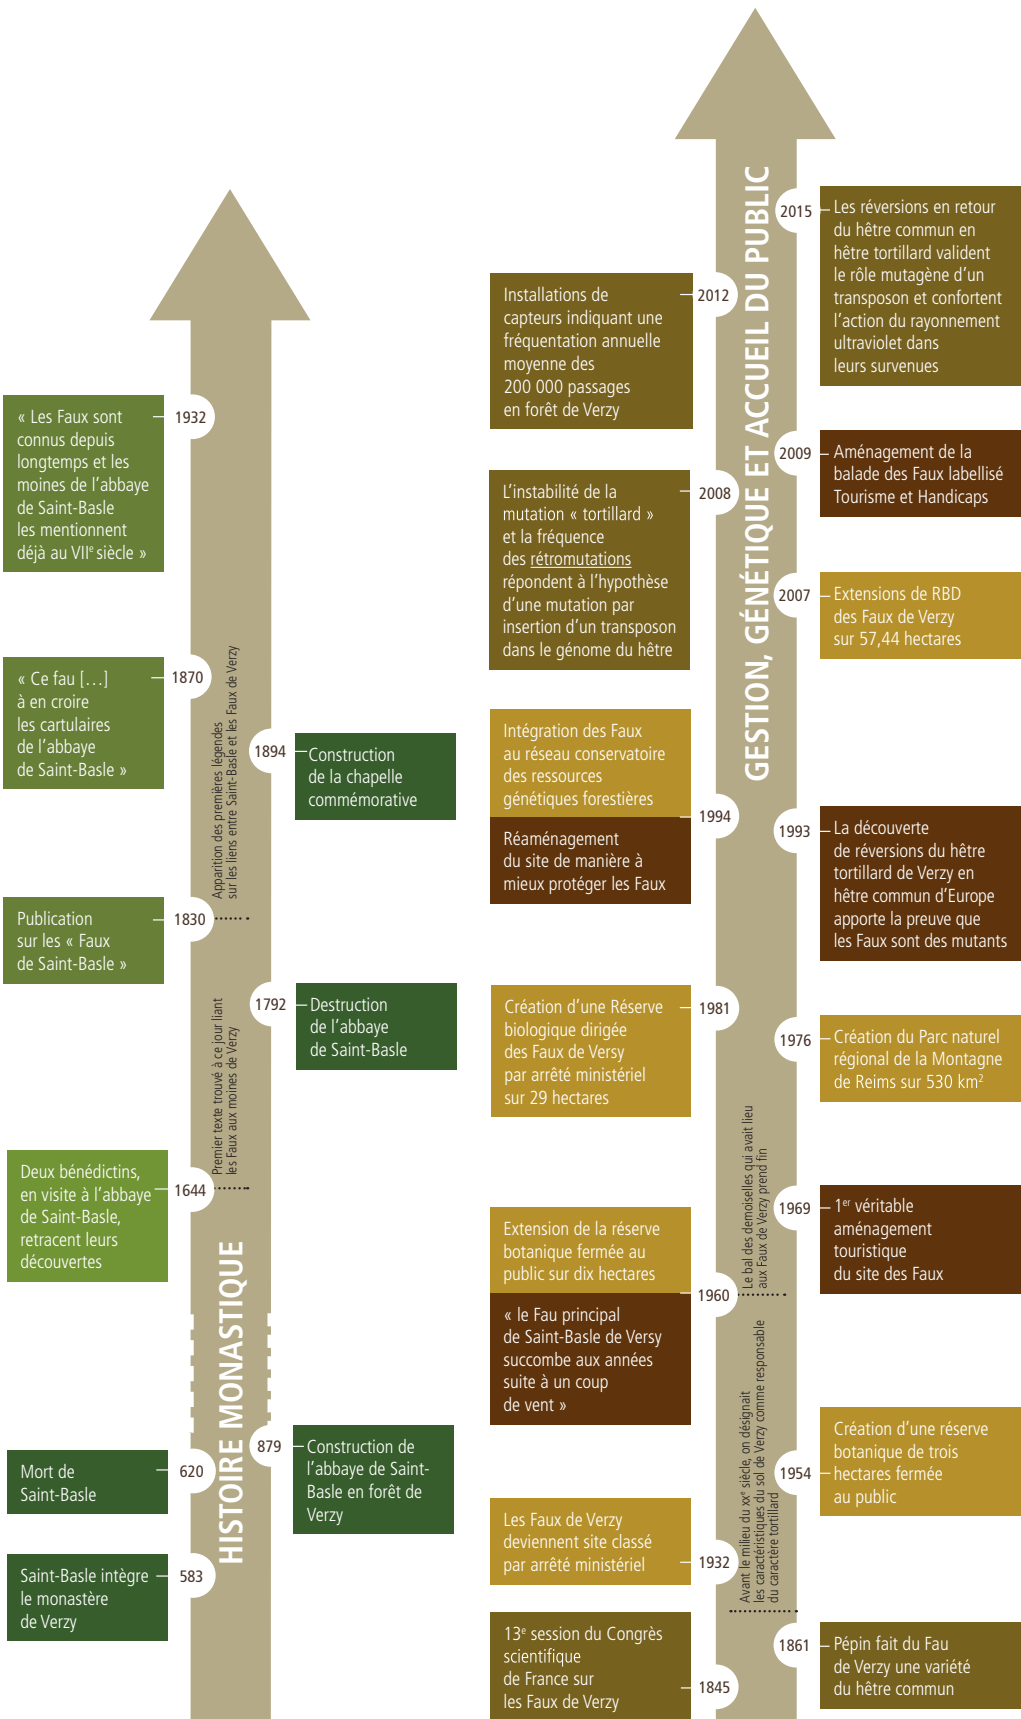 HISTOIRE MONASTIQUE
1932
« Les Faux sont
connus depuis
longtemps et les
moines de l’abbaye
de Saint-Basle
les mentionnent
déjà au VIIe siècle »
1870
« Ce fau […]
à en croire
les cartulaires
de l’abbaye
de Saint-Basle »
Apparition des premières légendes
sur les liens entre Saint-Basle et les Faux de Verzy
1894
Construction
de la chapelle
commémorative
1830
Publication
sur les « Faux
de Saint-Basle »
1792
Destruction
de l’abbaye
de Saint-Basle
Premier texte trouvé à ce jour liant
les Faux aux moines de Verzy
1644
Deux bénédictins,
en visite à l’abbaye
de Saint-Basle,
retracent leurs
découvertes
879
Construction de
l’abbaye de Saint-
Basle en forêt de
Verzy
620
Mort de
Saint-Basle
583
Saint-Basle intègre
le monastère
de Verzy
GESTION, GÉNÉTIQUE ET ACCUEIL DU PUBLIC
2015
Les réversions en retour
du hêtre commun en
hêtre tortillard valident
le rôle mutagène d’un
transposon et confortent
l’action du rayonnement
ultraviolet dans
leurs survenues
2012
Installations de
capteurs indiquant une
fréquentation annuelle
moyenne des
200 000 passages
en forêt de Verzy
2009
Aménagement de la
balade des Faux labellisé
Tourisme et Handicaps
2008
L’instabilité de la
mutation « tortillard »
et la fréquence
des rétromutations
répondent à l’hypothèse
d’une mutation par
insertion d’un transposon
dans le génome du hêtre
2007
Extensions de RBD
des Faux de Verzy
sur 57,44 hectares
1994
Intégration des Faux
au réseau conservatoire
des ressources
génétiques forestières
Réaménagement
du site de manière à
mieux protéger les Faux
1993
La découverte
de réversions du hêtre
tortillard de Verzy en
hêtre commun d’Europe
apporte la preuve que
les Faux sont des mutants
1981
Création d’une Réserve
biologique dirigée
des Faux de Versy
par arrêté ministériel
sur 29 hectares
1976
Création du Parc naturel
régional de la Montagne
de Reims sur 530 km²
Le bal des demoiselles qui avait lieu
aux Faux de Verzy prend fin
1969
1er véritable
aménagement
touristique
du site des Faux
1960
Extension de la réserve
botanique fermée au
public sur dix hectares
« le Fau principal
de Saint-Basle de Versy
succombe aux années
suite à un coup
de vent »
Avant le milieu du XXe siècle, on désignait
les caractéristiques du sol de Verzy comme responsable
du caractère tortillard
1954
Création d’une réserve
botanique de trois
hectares fermée
au public
1932
Les Faux de Verzy
deviennent site classé
par arrêté ministériel
1861
Pépin fait du Fau
de Verzy une variété
du hêtre commun
1845
13e session du Congrès
scientifique
de France sur
les Faux de Verzy